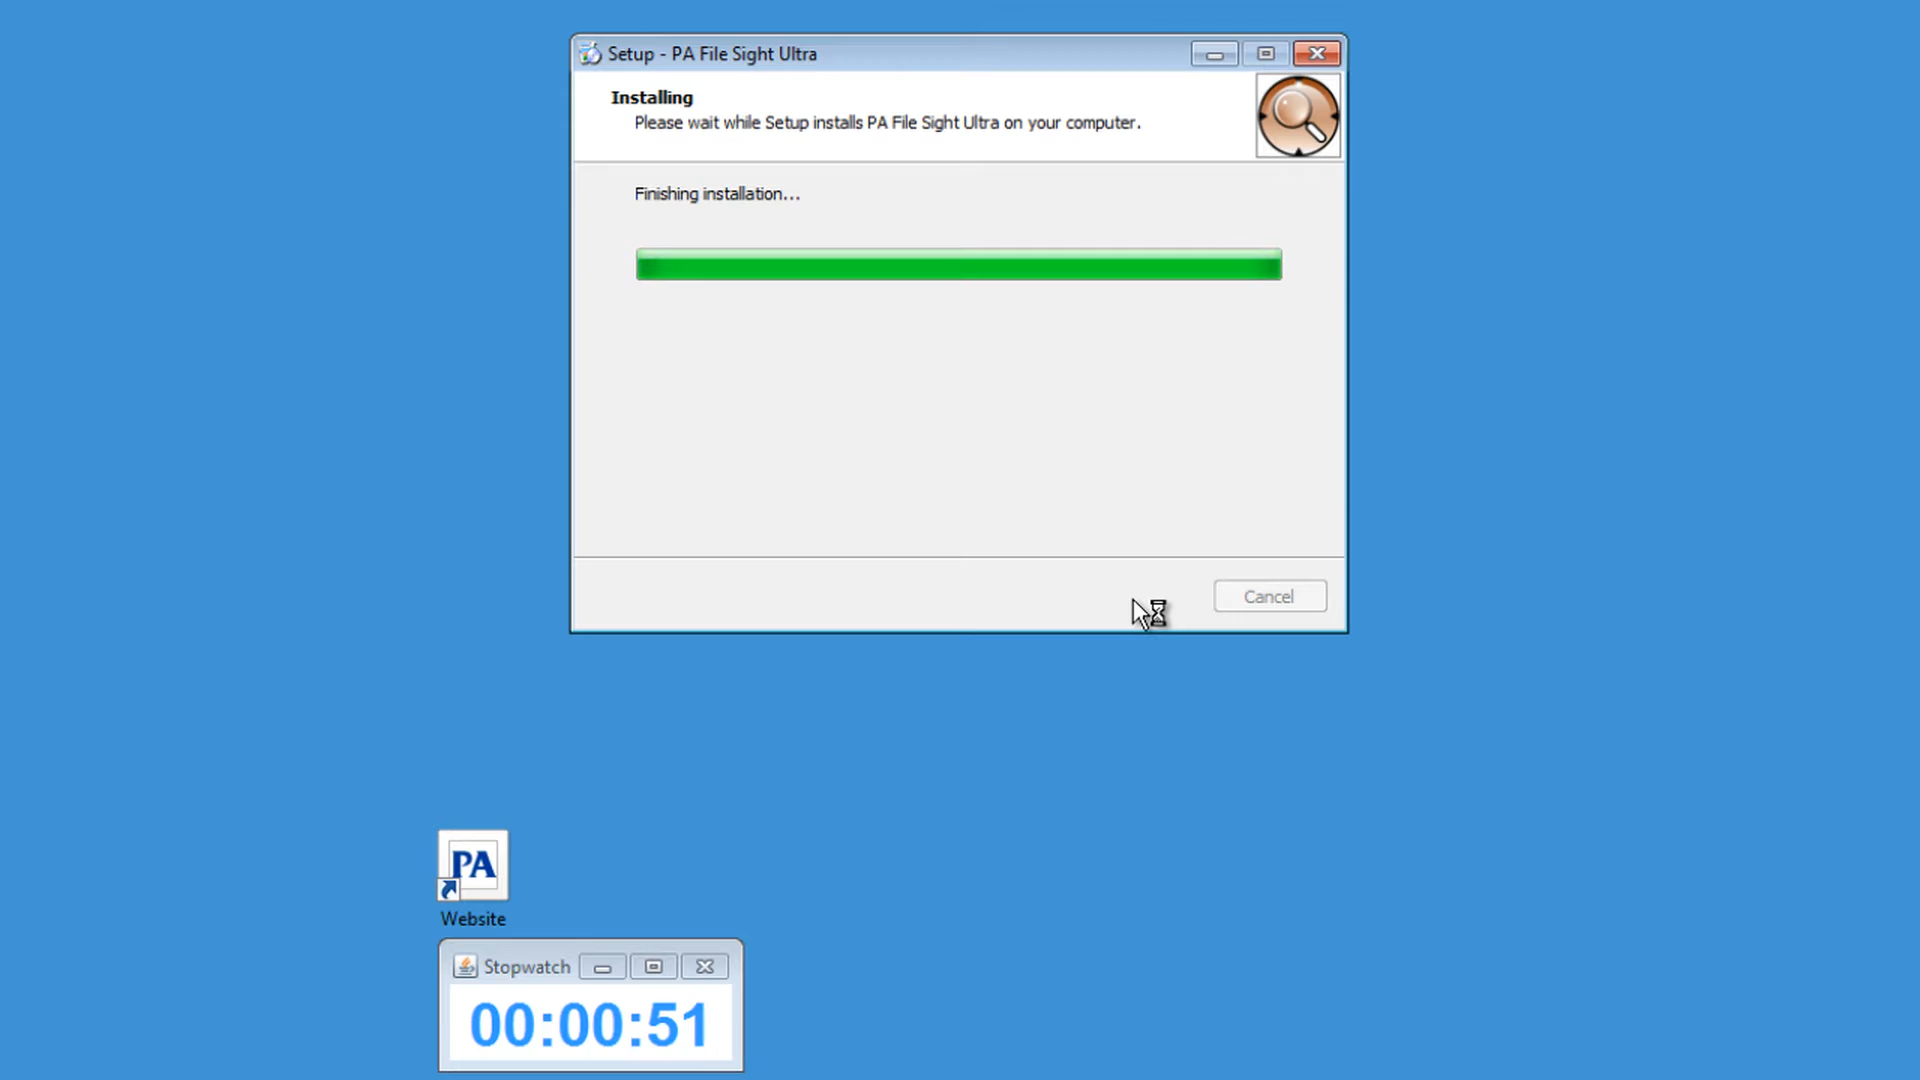 Setup - PA File Sight Ultra
Installing
Please wait while Setup installs PA File Sight Ultra on your computer.
Finishing installation...
Cancel
PA
Website
Stopwatch
00:00:51